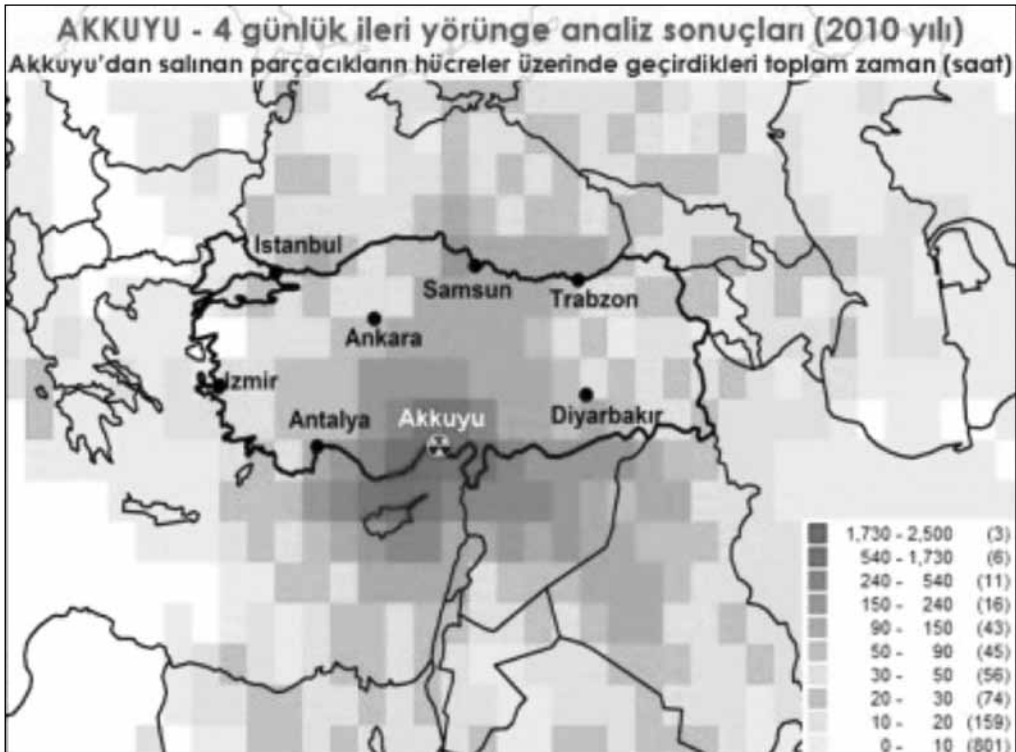 AKKUYU - 4 günlük ileri yörünge analiz sonuçları (2010 yılı)
Akkuyu'dan salınan parçacıkların hücreler üzerinde geçirdikleri toplam zaman (saat)
İstanbul
Samsun
Trabzon
Ankara
İzmir
Diyarbakır
Antalya
Akkuyu
1,730 - 2,500 (3)
540 - 1,730 (6)
240 - 540 (11)
150 - 240 (16)
90 - 150 (43)
50 - 90 (45)
30 - 50 (56)
20 - 30 (74)
10 - 20 (159)
0 - 10 (801)